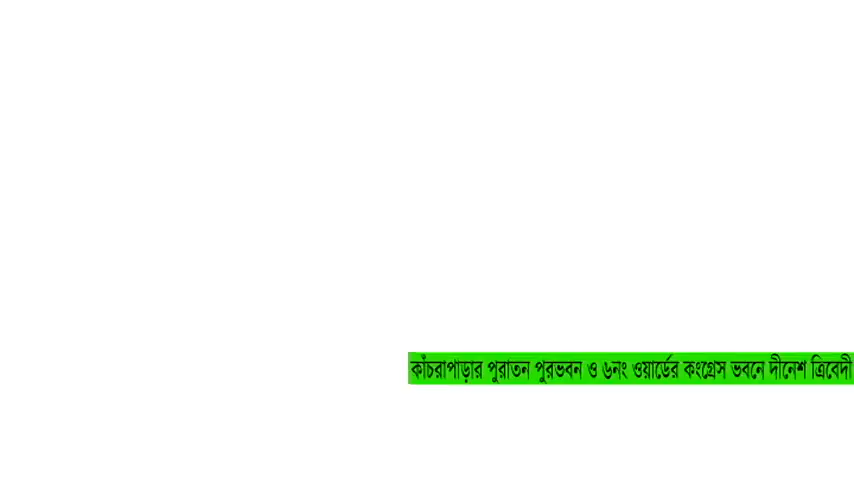 কাঁচরাপাড়ার পুরাতন পুরভবন ও ৬নং ওয়ার্ডের কংগ্রেস ভবনে দীনেশ ত্রিবেদী